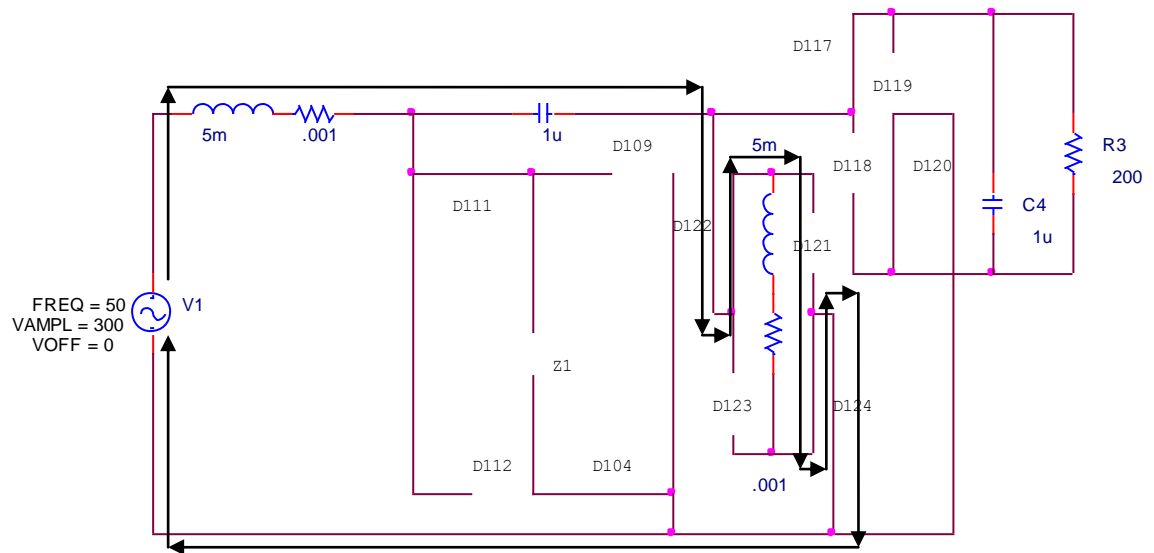 D117
D119
5m
.001
1u
D109
5m
D118
D120
R3
200
D111
D122
D121
C4
1u
FREQ = 50
VAMPL = 300
VOFF = 0
V1
Z1
D123
D124
D112
D104
.001